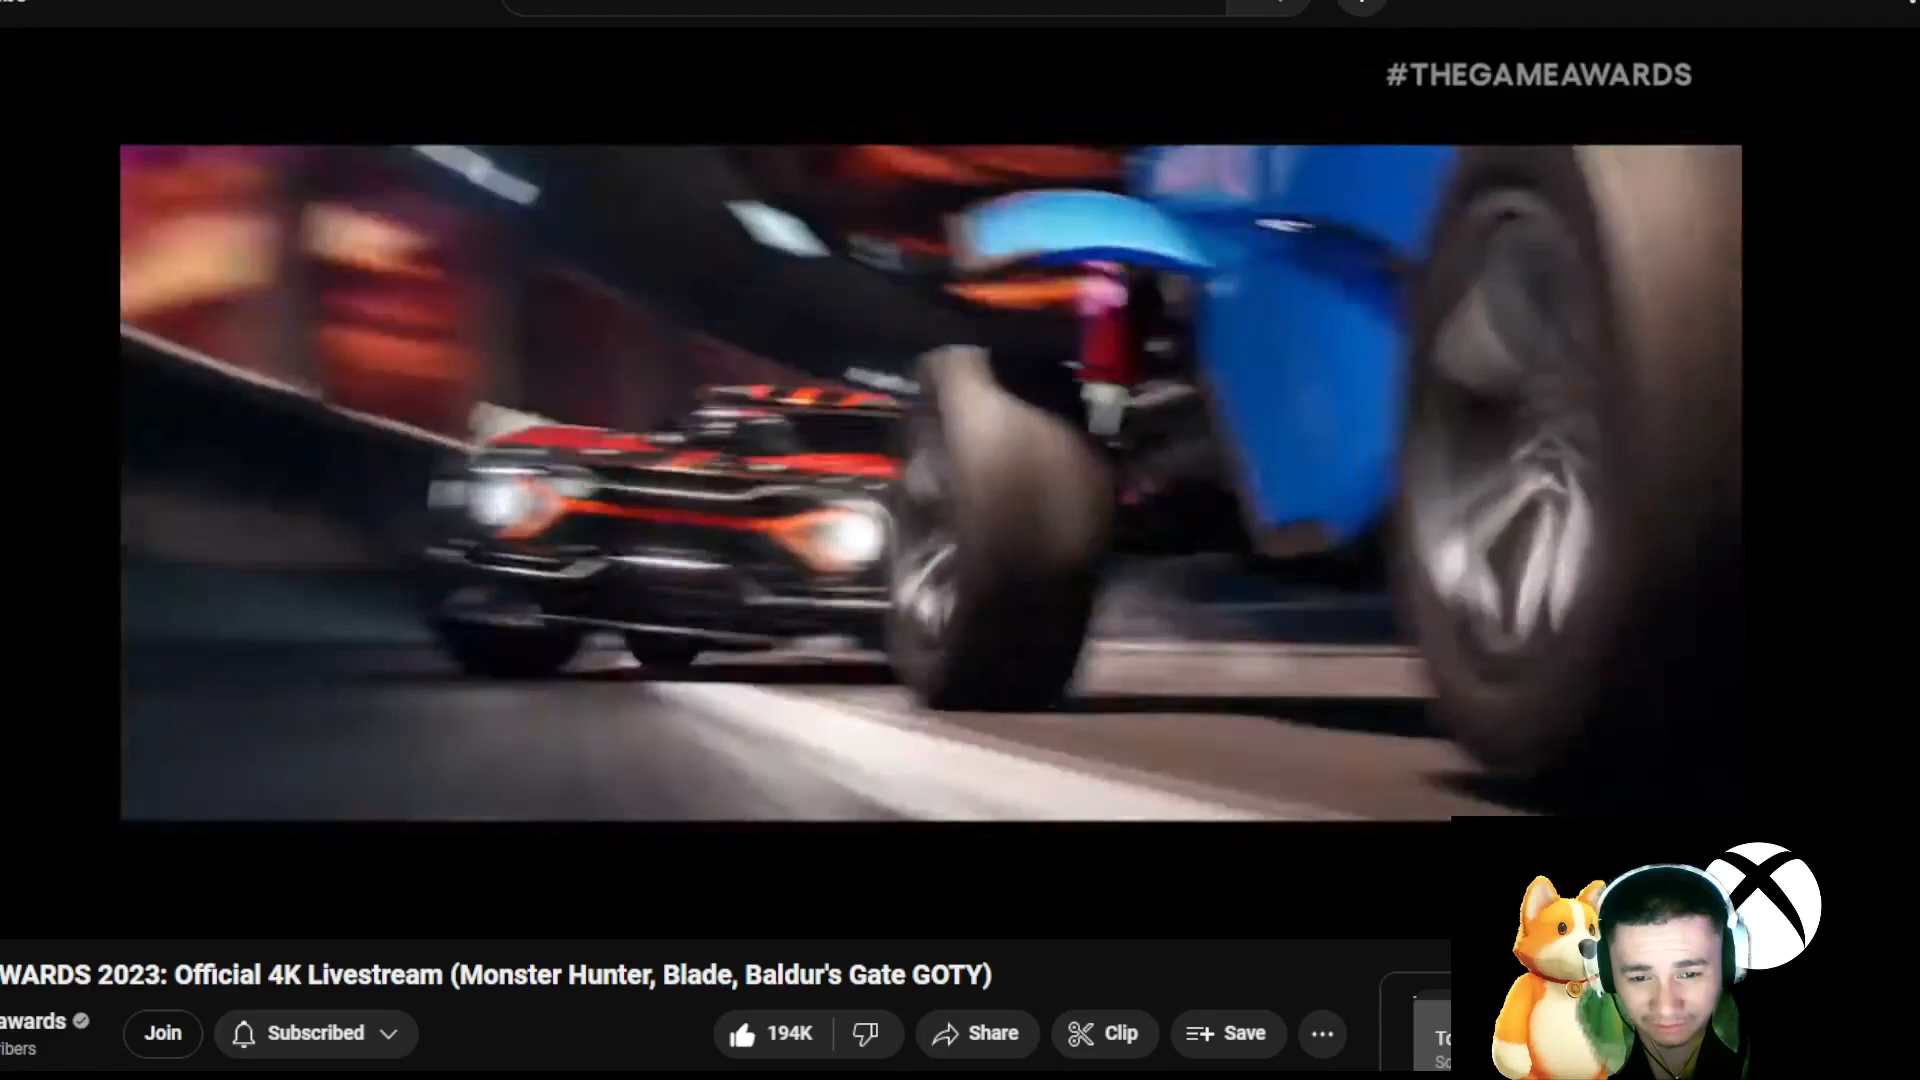 #THEGAMEAWARDS
WARDS 2023: Official 4K Livestream (Monster Hunter, Blade, Baldur's Gate GOTY)
awards
ibers
Join
Subscribed
194K
Share
Clip
Save